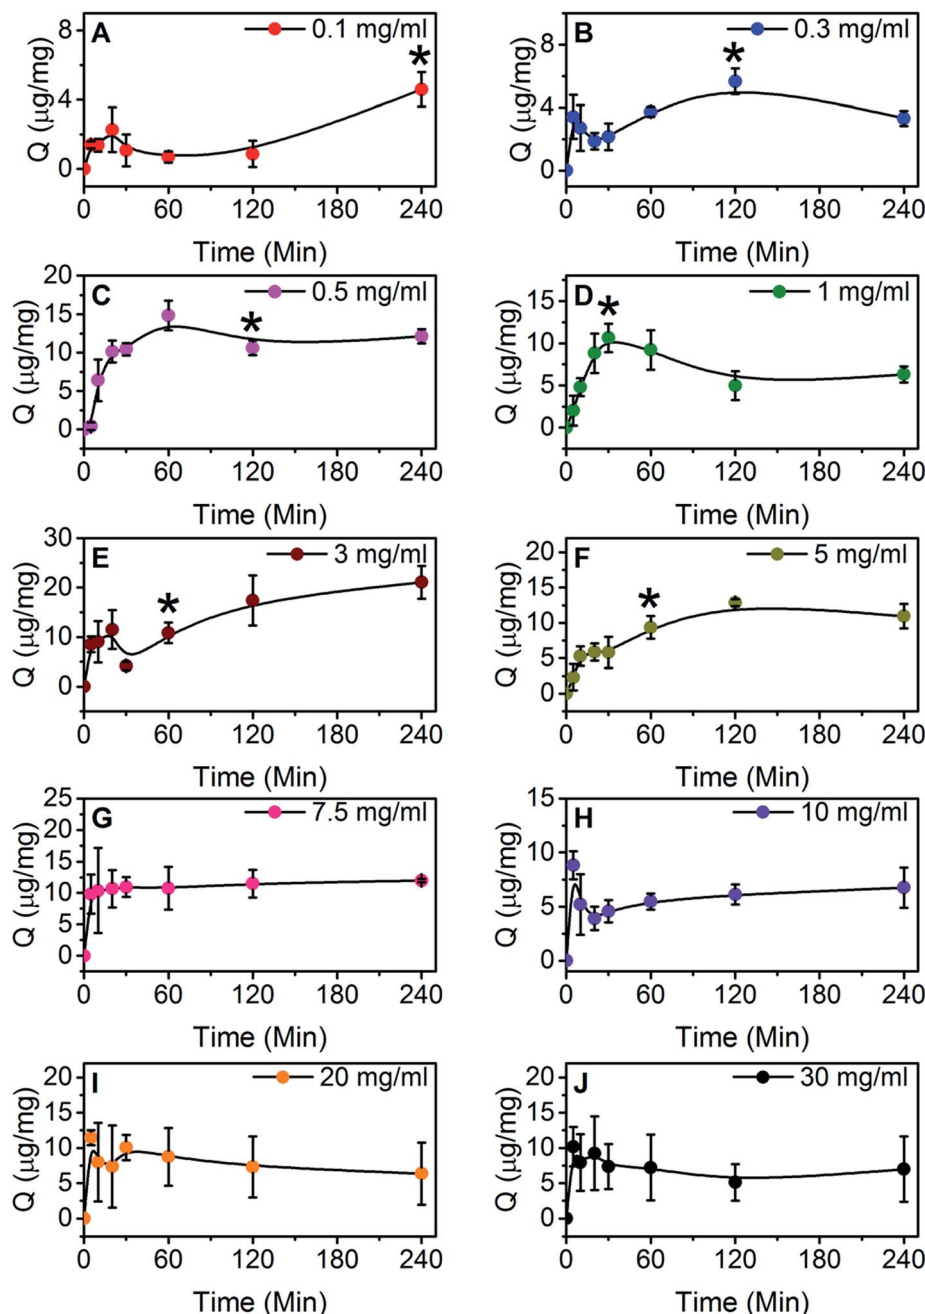 A
0.1 mg/ml
*
Q (µg/mg)
8
4
0
0 60 120 180 240
Time (Min)
B
0.3 mg/ml
*
Q (µg/mg)
8
4
0
0 60 120 180 240
Time (Min)
C
0.5 mg/ml
*
Q (µg/mg)
20
15
10
5
0
0 60 120 180 240
Time (Min)
D
1 mg/ml
*
Q (µg/mg)
15
10
5
0
0 60 120 180 240
Time (Min)
E
3 mg/ml
*
Q (µg/mg)
30
20
10
0
0 60 120 180 240
Time (Min)
F
5 mg/ml
*
Q (µg/mg)
20
15
10
5
0
0 60 120 180 240
Time (Min)
G
7.5 mg/ml
Q (µg/mg)
25
20
15
10
5
0
0 60 120 180 240
Time (Min)
H
10 mg/ml
Q (µg/mg)
15
10
5
0
0 60 120 180 240
Time (Min)
I
20 mg/ml
Q (µg/mg)
20
15
10
5
0
0 60 120 180 240
Time (Min)
J
30 mg/ml
Q (µg/mg)
20
15
10
5
0
0 60 120 180 240
Time (Min)